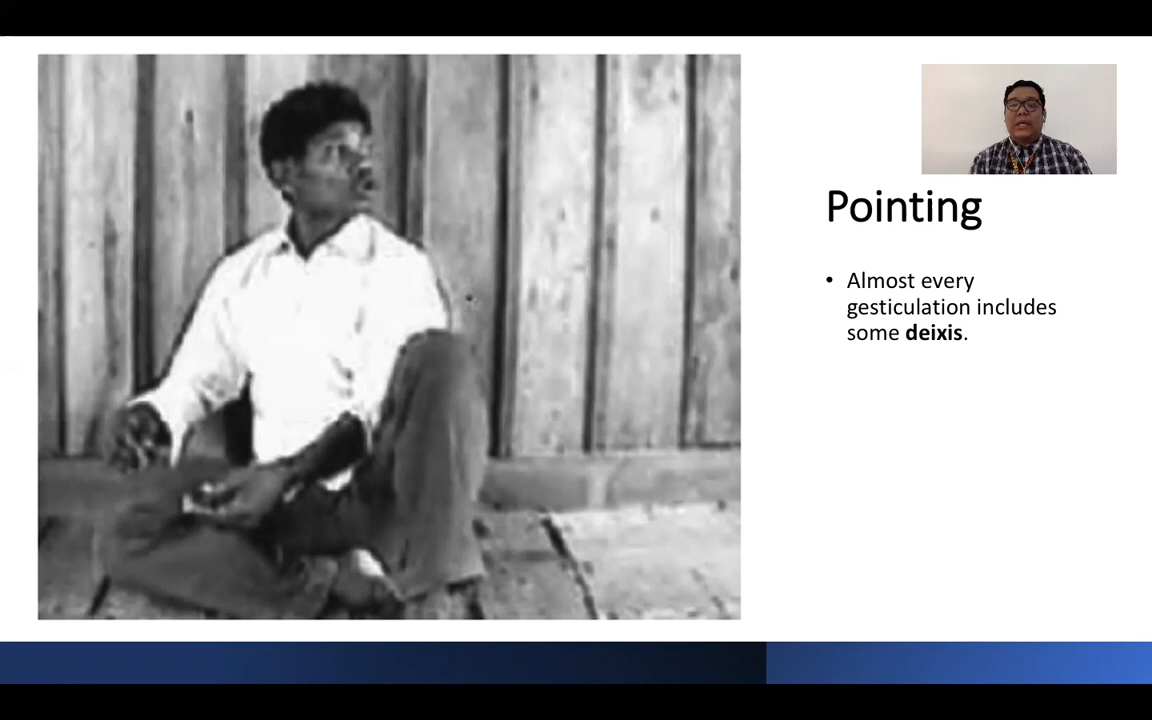 Pointing
• Almost every
gesticulation includes
some deixis.